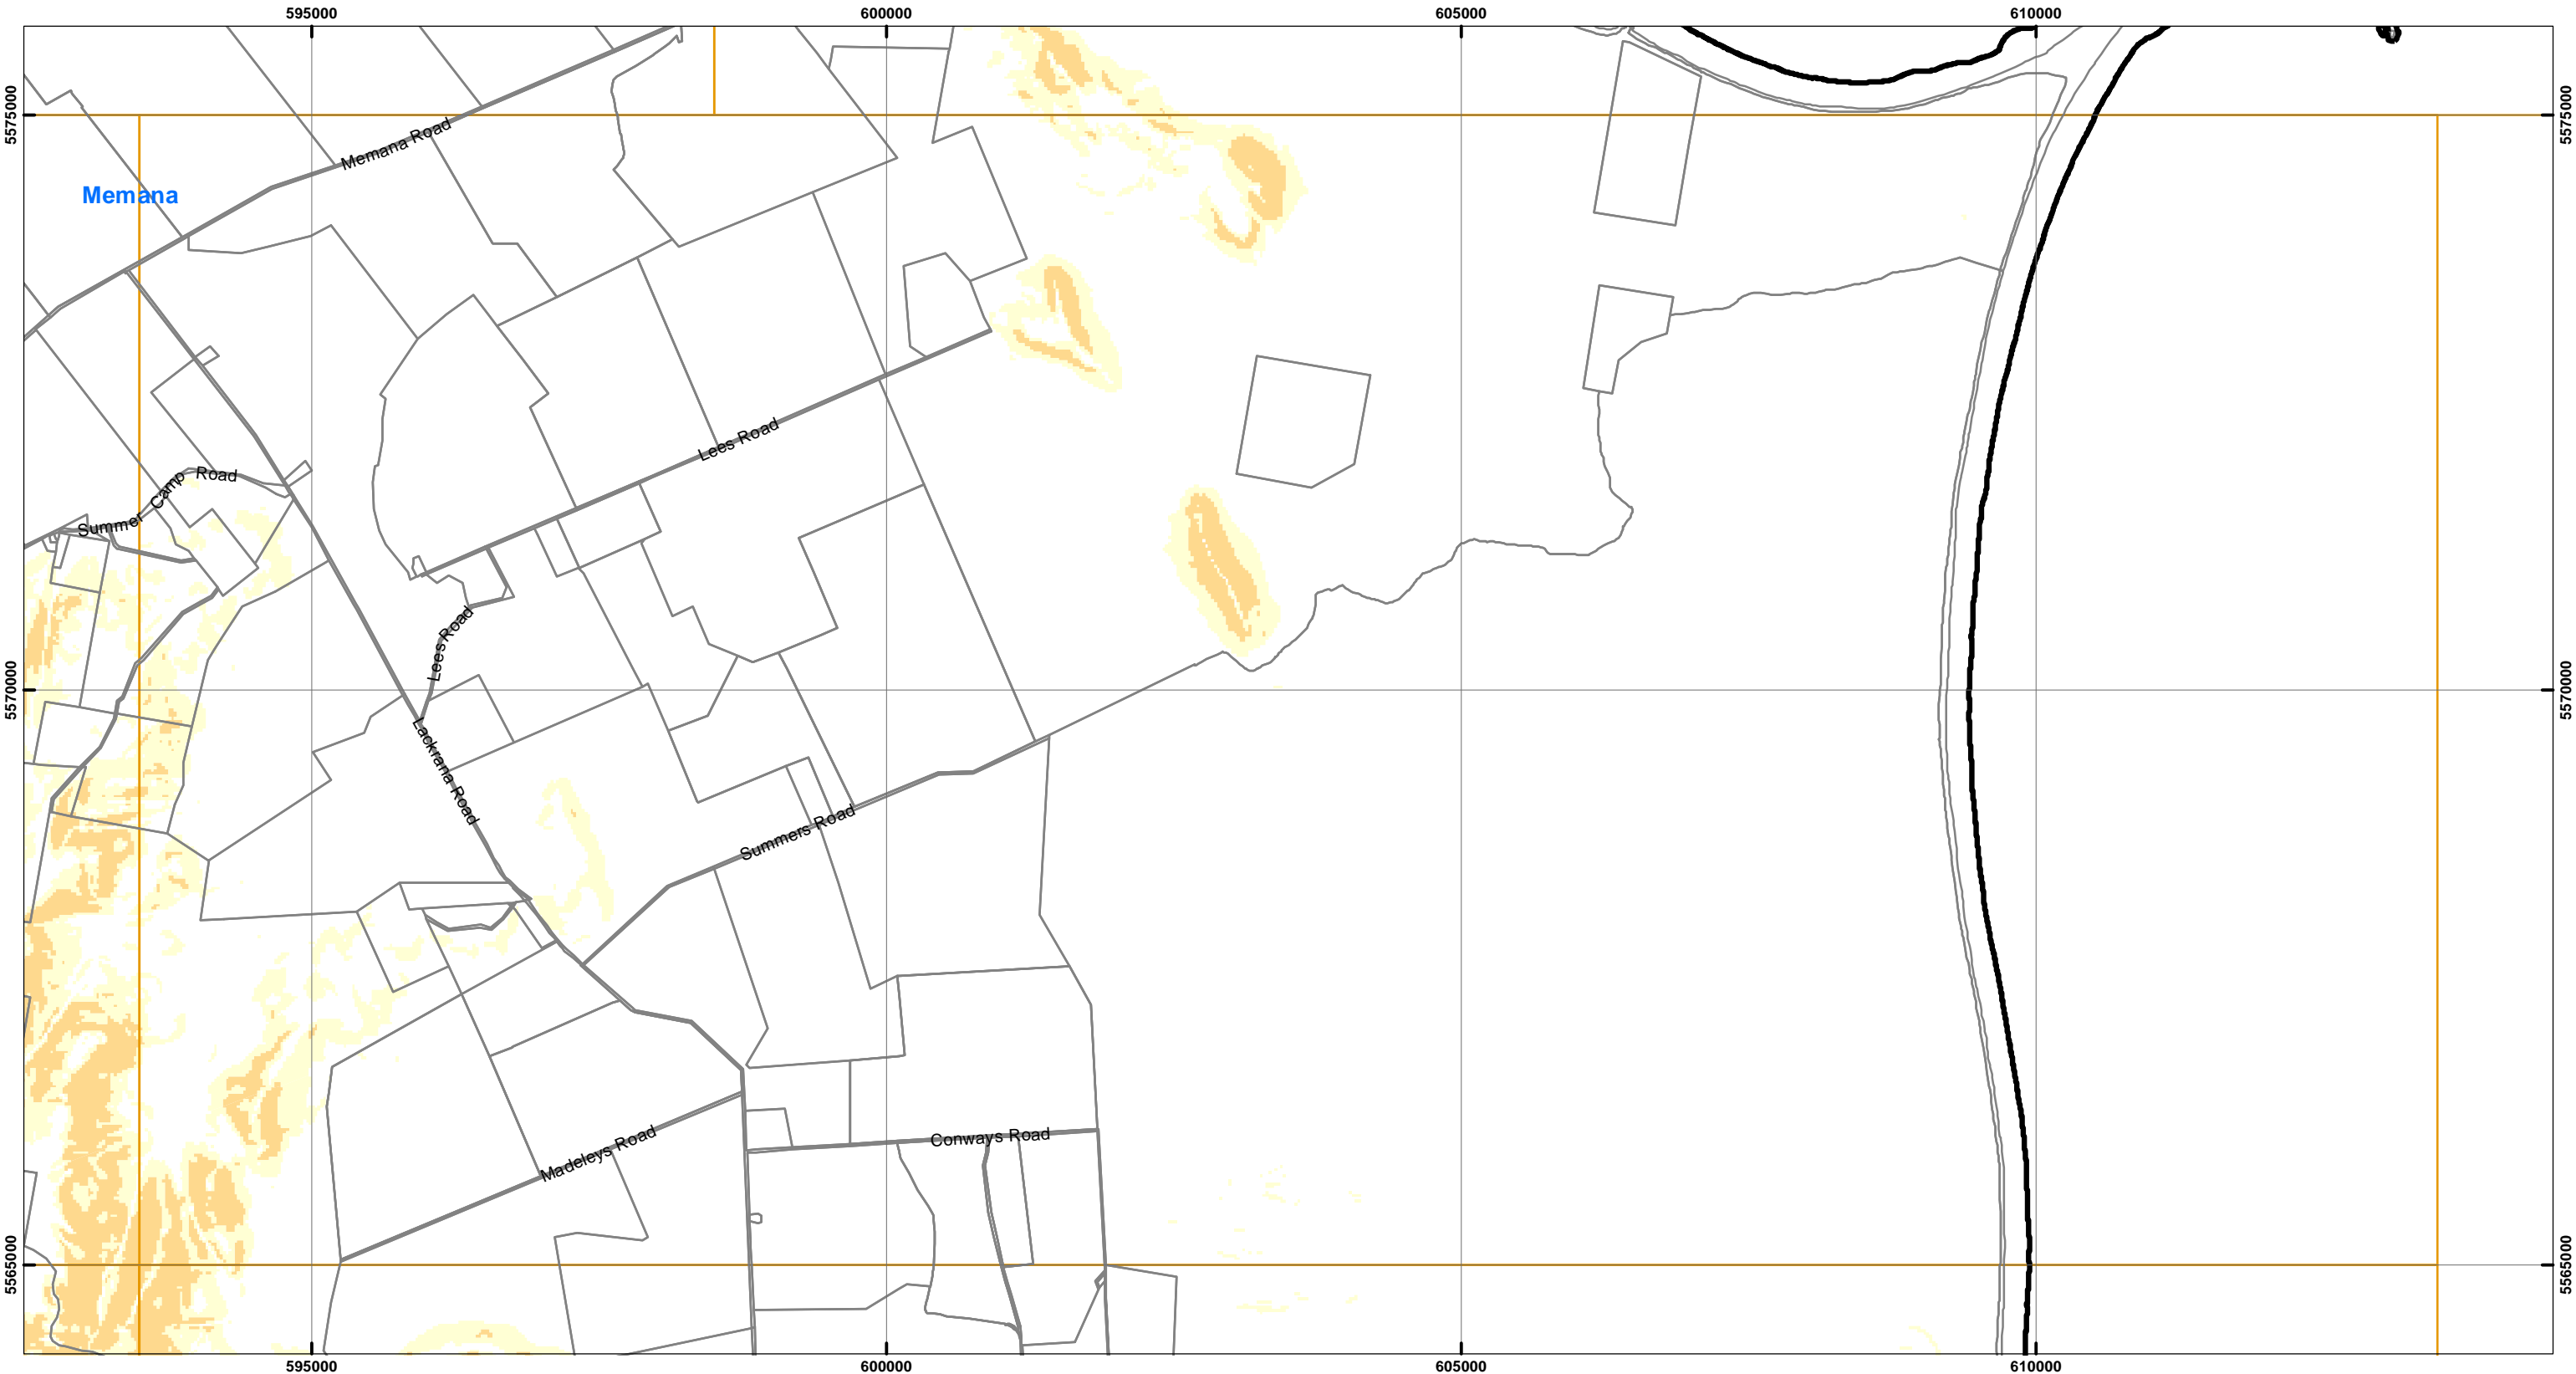 595000
600000
605000
610000
5575000
5575000
Memana Road
Memana
Lees Road
Summer Camp Road
Lees Road
5570000
5570000
Lackrana Road
Summers Road
Conways Road
Madeleys Road
5565000
5565000
595000
600000
605000
610000